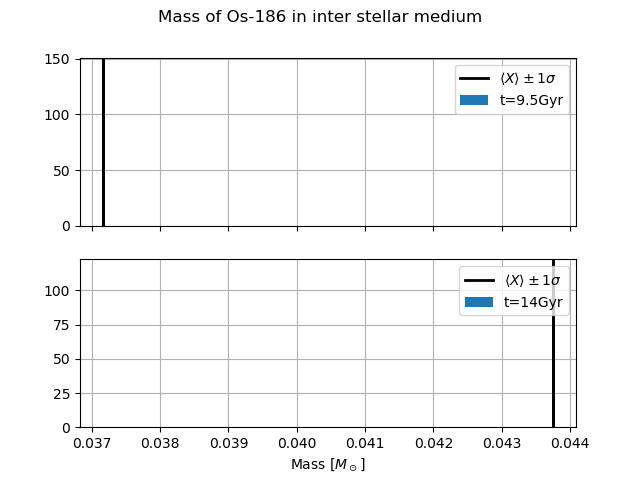 Mass of Os-186 in inter stellar medium
150
100
50
0
⟨X⟩ ± 1σ
t=9.5Gyr
100
75
50
25
0
⟨X⟩ ± 1σ
t=14Gyr
0.037 0.038 0.039 0.040 0.041 0.042 0.043 0.044
Mass [M⊙]